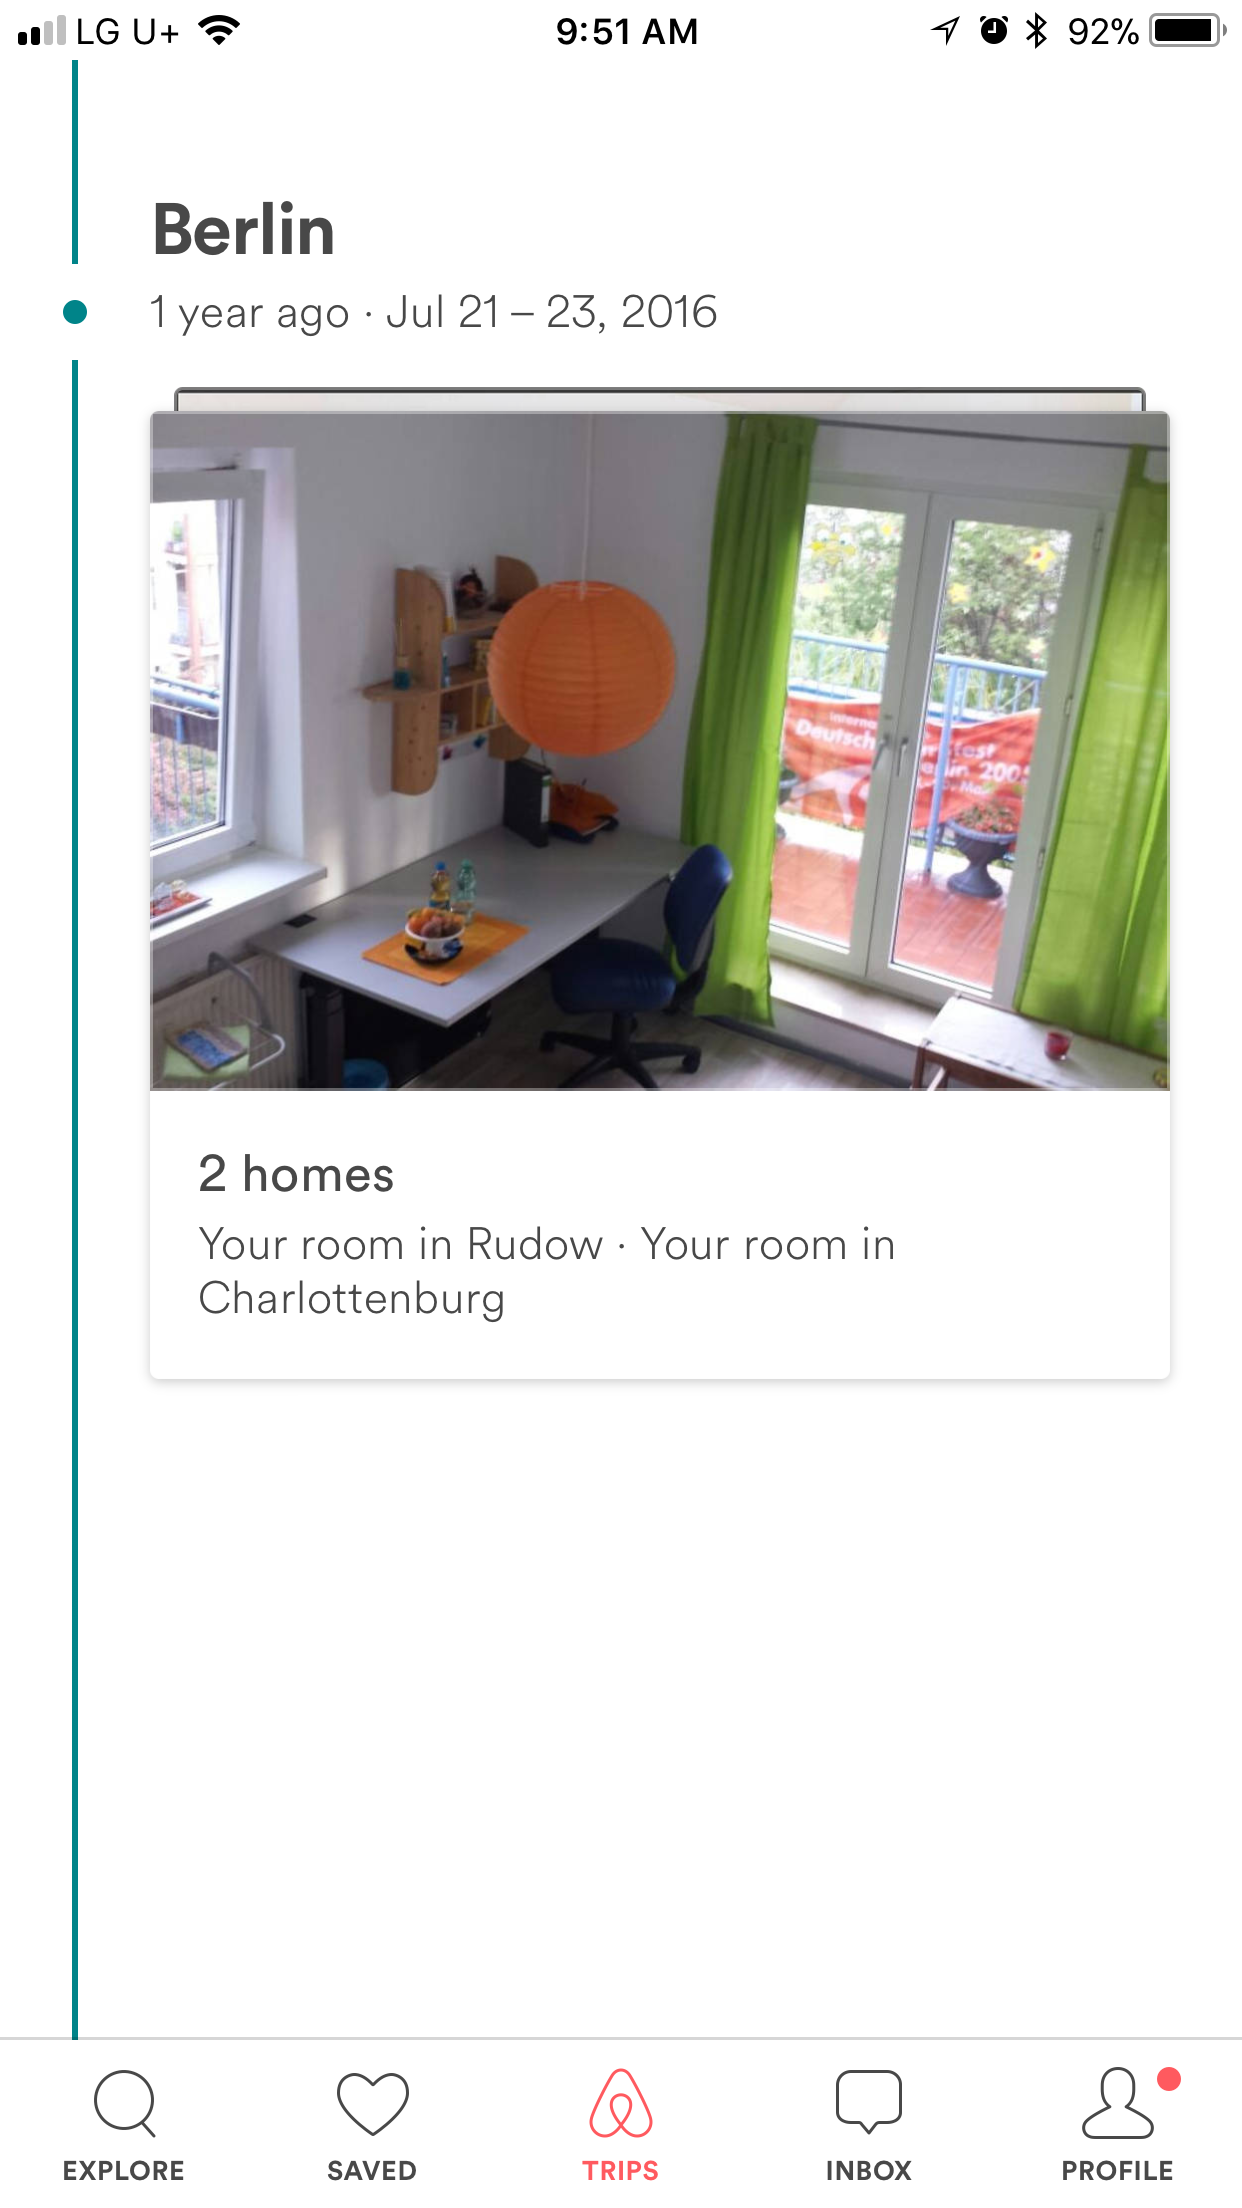 LG U+
9:51 AM
92%
Berlin
1 year ago · Jul 21 – 23, 2016
Deutsch
2 homes
Your room in Rudow · Your room in
Charlottenburg
EXPLORE
SAVED
TRIPS
INBOX
PROFILE